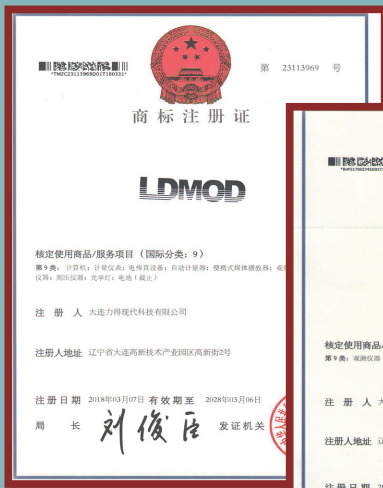 *TMZC23113969D01T180331*
第 23113969 号
商标注册证
LDMOD
核定使用商品/服务项目（国际分类：9）
第9类：计算机；计量仪表；电传真设备；自动计量器；便携式媒体播放器；观
仪器；测压仪器；光学灯；电池（截止）
注 册 人 大连力得现代科技有限公司
注册人地址 辽宁省大连高新技术产业园区高新街2号
注册日期 2018年03月07日 有效期至 2028年03月06日
局 长 刘俊臣 发证机关
核定使用商品
第9类：观测仪器
注 册 人
注册人地址
注册日期